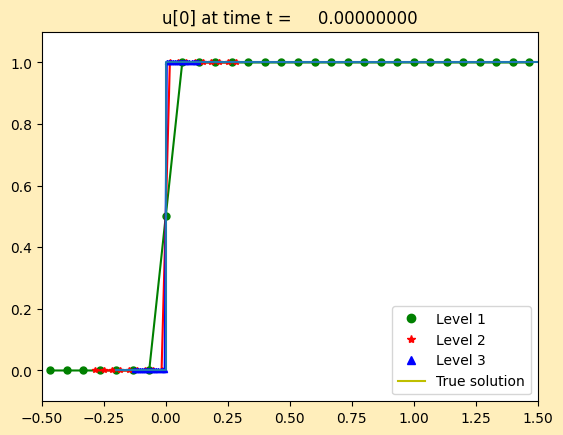 u[0] at time t = 0.00000000
1.0
0.8
0.6
0.4
0.2
0.0
−0.50 −0.25 0.00 0.25 0.50 0.75 1.00 1.25 1.50
Level 1
Level 2
Level 3
True solution